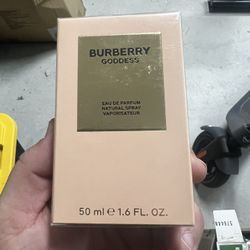 BURBERRY
GODDESS
EAU DE PARFUM
NATURAL SPRAY
VAPORISATEUR
50 ml ℮ 1.6 FL. OZ.